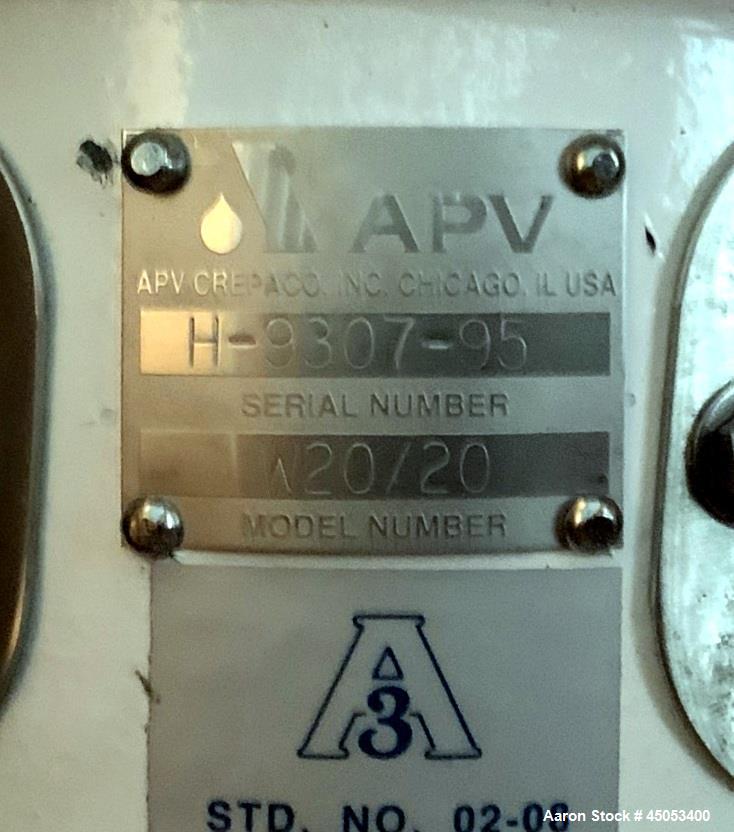 APV
APV CREPACO, INC. CHICAGO, IL USA
H-9307-95
SERIAL NUMBER
W20/20
MODEL NUMBER
A
3
STD. NO. 02-08
Aaron Stock # 45053400